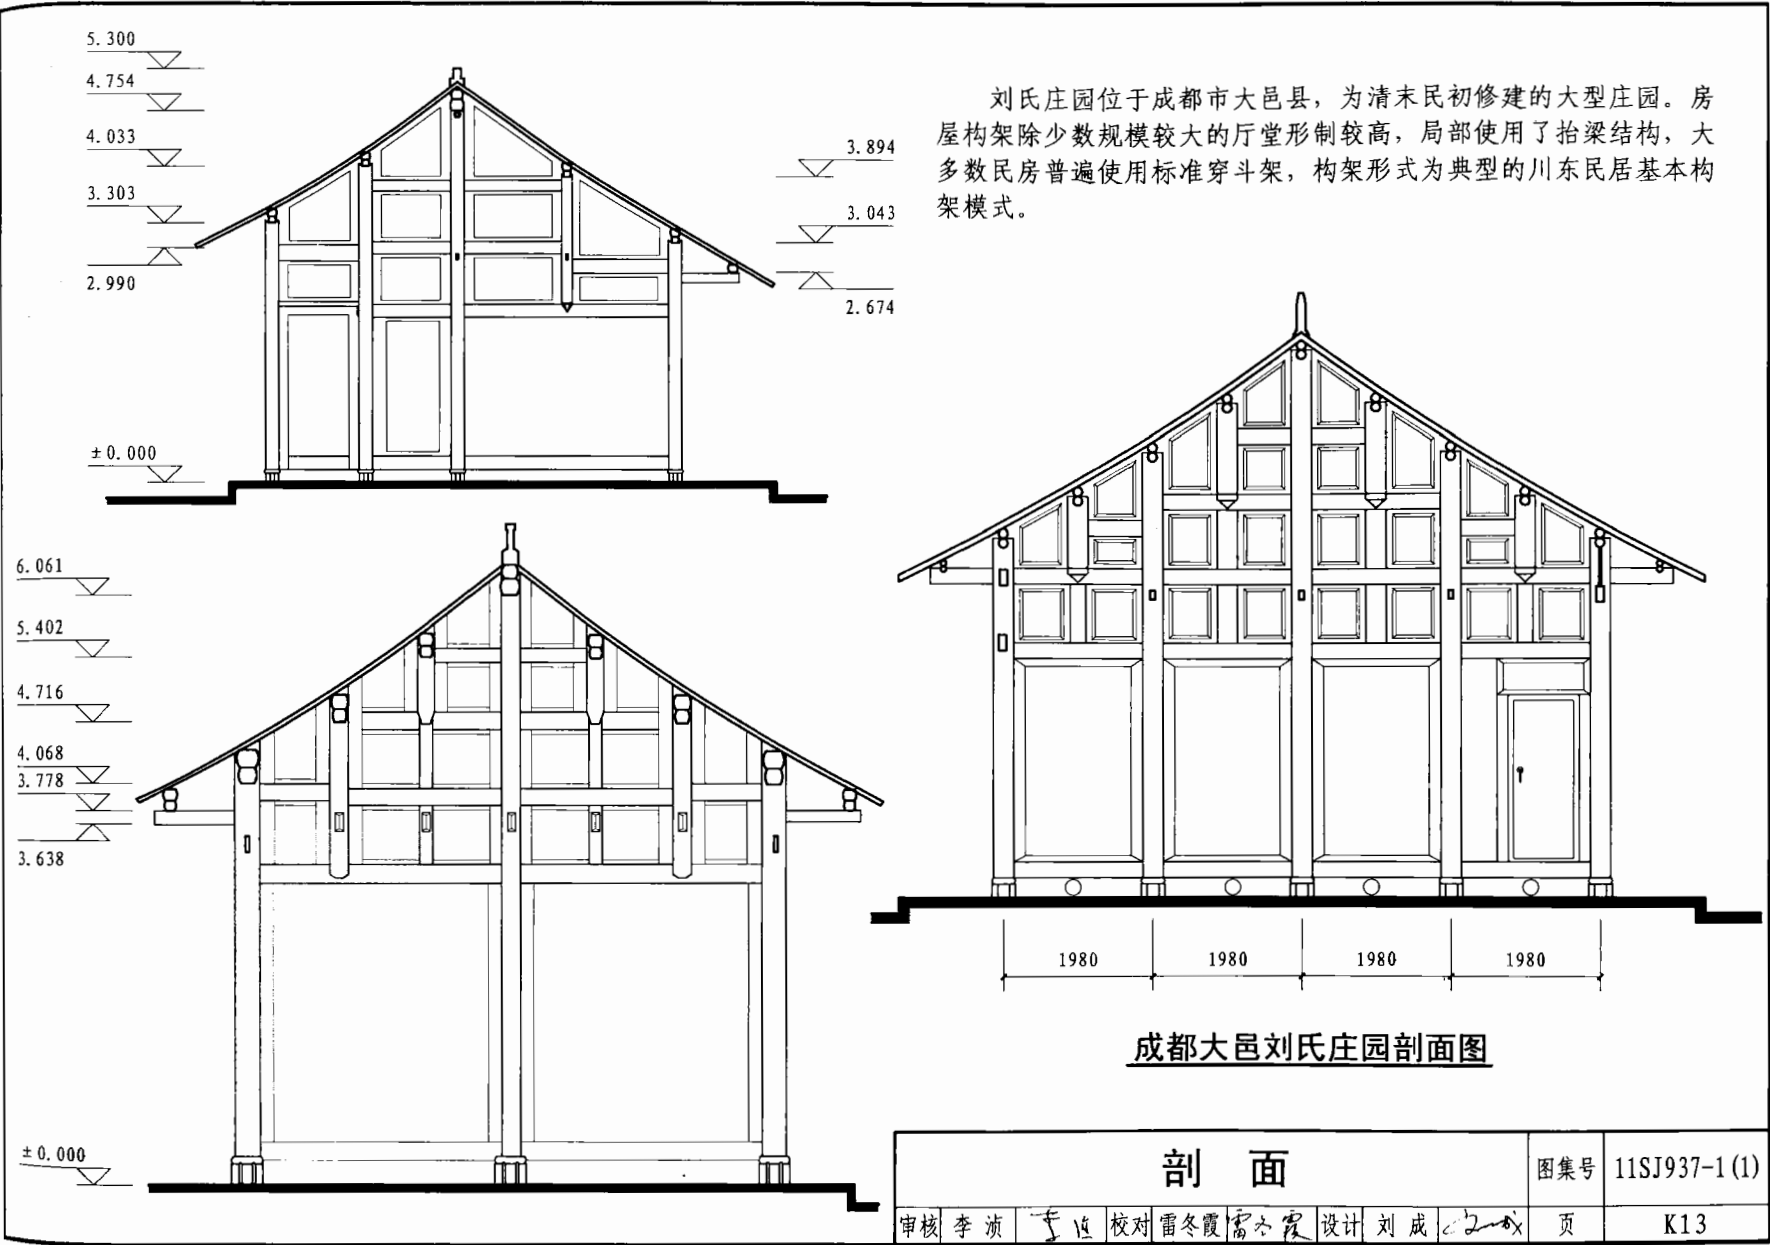 5.300
4.754
4.033
3.303
2.990
±0.000
3.894
3.043
2.674
刘氏庄园位于成都市大邑县，为清末民初修建的大型庄园。房
屋构架除少数规模较大的厅堂形制较高，局部使用了抬梁结构，大
多数民房普遍使用标准穿斗架，构架形式为典型的川东民居基本构
架模式。
6.061
5.402
4.716
4.068
3.778
3.638
±0.000
1980 1980 1980 1980
成都大邑刘氏庄园剖面图
剖 面 图集号 11SJ937-1(1)
审核 李 浈 校对 雷冬霞 雷冬霞 设计 刘 成 页 K13